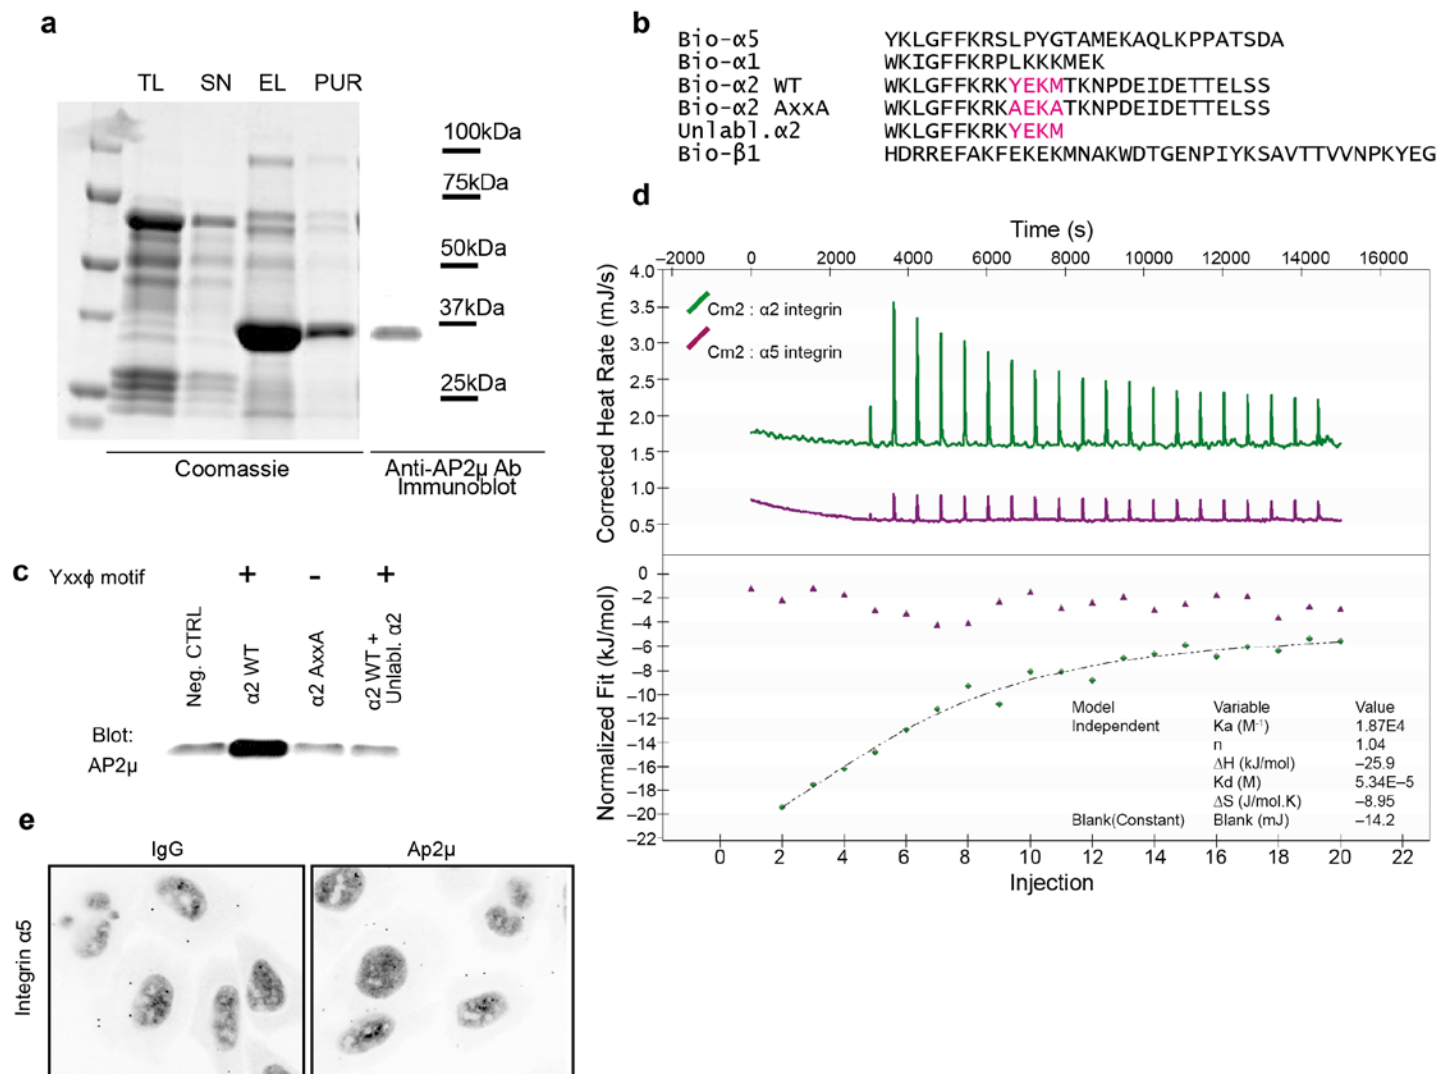 a
TL SN EL PUR
100kDa
75kDa
50kDa
37kDa
25kDa
Coomassie
Anti-AP2µ Ab
Immunoblot
b
Bio-α5 YKLGFFKRSLPYGTAMEKAQLKPPATSDA
Bio-α1 WKIGFFKRPLKKKMEK
Bio-α2 WT WKLGFFKRKYEKMTKNPDEIDETTELSS
Bio-α2 AxxA WKLGFFKRKAEKATKNPDEIDETTELSS
Unlabl.α2 WKLGFFKRKYEKM
Bio-β1 HDRREFAKFEKEKMNAKWDTGENPIYKSAVTTVVNPKYEG
c
Yxxϕ motif + - +
Neg. CTRL
α2 WT
α2 AxxA
α2 WT +
Unlabl. α2
Blot:
AP2µ
d
Time (s)
−2000 0 2000 4000 6000 8000 10000 12000 14000 16000
Corrected Heat Rate (mJ/s)
4.0
3.5
3.0
2.5
2.0
1.5
1.0
0.5
Cm2 : α2 integrin
Cm2 : α5 integrin
Normalized Fit (kJ/mol)
0
−2
−4
−6
−8
−10
−12
−14
−16
−18
−20
−22
Model Variable Value
Independent Ka (M⁻¹) 1.87E4
n 1.04
ΔH (kJ/mol) −25.9
Kd (M) 5.34E−5
ΔS (J/mol.K) −8.95
Blank(Constant) Blank (mJ) −14.2
0 2 4 6 8 10 12 14 16 18 20 22
Injection
e
IgG Ap2µ
Integrin α5